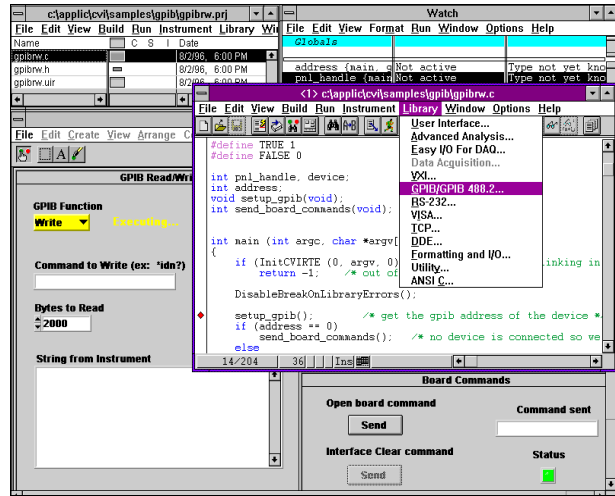 c:\applic\cvi\samples\gpib\gpibrw.prj
File Edit View Build Run Instrument Library
Name C S I Date
gpibrw.c 8/2/96, 6:00 PM
gpibrw.h 8/2/96, 6:00 PM
gpibrw.uir 8/2/96, 6:00 PM
Watch
File Edit View Format Run Window Options Help
Globals
address {main, g Not active Type not yet kno
pnl_handle {main Not active Type not yet kno
<1> c:\applic\cvi\samples\gpib\gpibrw.c
File Edit View Build Run Instrument Library Window Options Help
#define TRUE 1
#define FALSE 0
int pnl_handle, device;
int address;
void setup_gpib(void);
int send_board_commands(void);
int main (int argc, char *argv[
{
if (InitCVIRTE (0, argv, 0) linking in
return -1; /* out of
DisableBreakOnLibraryErrors();
setup_gpib(); /* get the gpib address of the device *
if (address == 0)
send_board_commands(); /* no device is connected so we
else
14/204 36 Ins
User Interface...
Advanced Analysis...
Easy I/O For DAQ...
Data Acquisition...
VXI...
GPIB/GPIB 488.2...
RS-232...
VISA...
TCP...
DDE...
Formatting and I/O...
Utility...
ANSI C...
File Edit Create View Arrange
GPIB Read/Wri
GPIB Function
Write Executing...
Command to Write (ex: *idn?)
Bytes to Read
2000
String from Instrument
Board Commands
Open board command
Send
Command sent
Interface Clear command
Send
Status